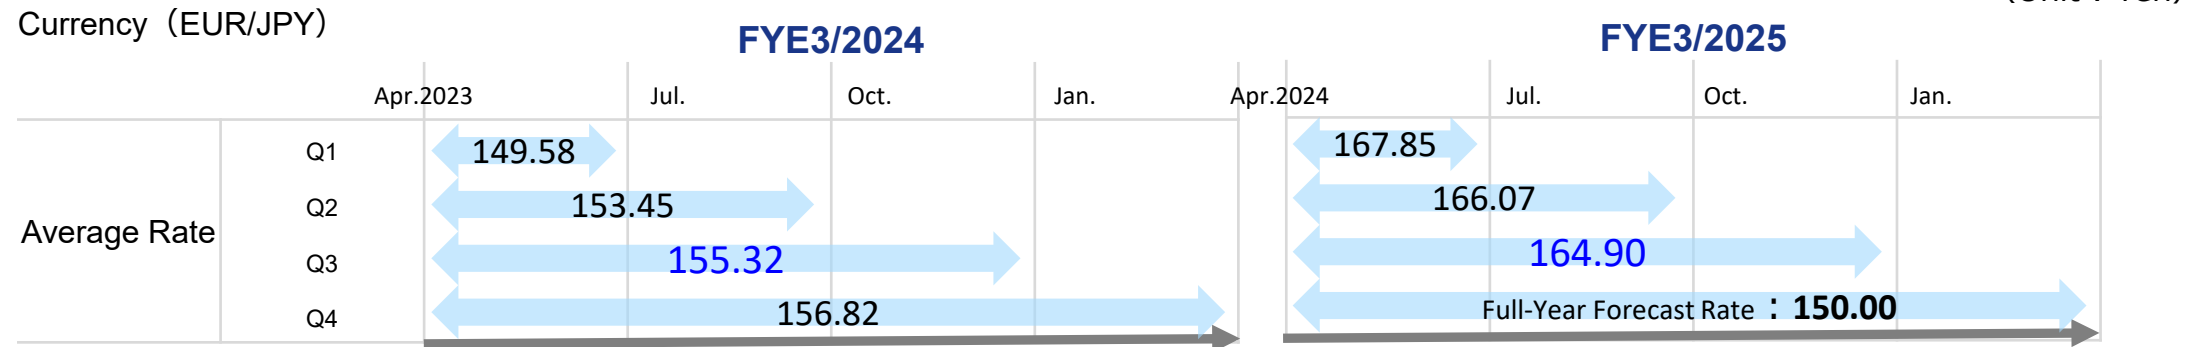 Currency（EUR/JPY）
FYE3/2024
FYE3/2025
Apr.2023 Jul. Oct. Jan. Apr.2024 Jul. Oct. Jan.
Average Rate
Q1 149.58 167.85
Q2 153.45 166.07
Q3 155.32 164.90
Q4 156.82 Full-Year Forecast Rate：150.00